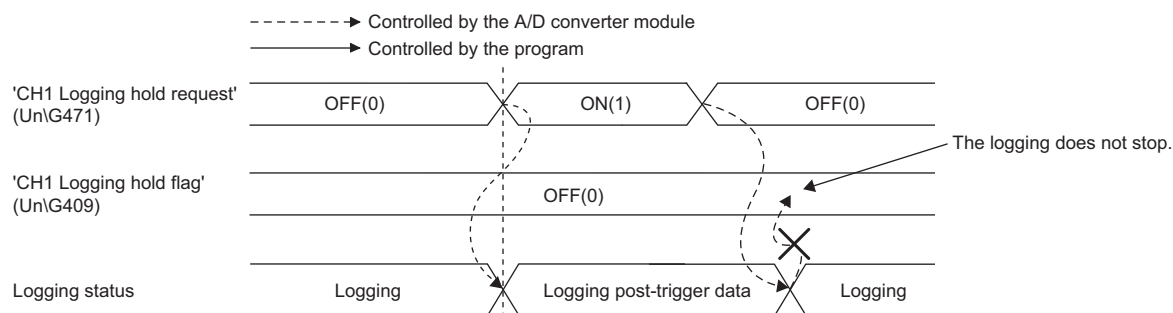 Controlled by the A/D converter module
Controlled by the program
'CH1 Logging hold request'
(Un\G471)
OFF(0)
ON(1)
OFF(0)
The logging does not stop.
'CH1 Logging hold flag'
(Un\G409)
OFF(0)
Logging status
Logging
Logging post-trigger data
Logging